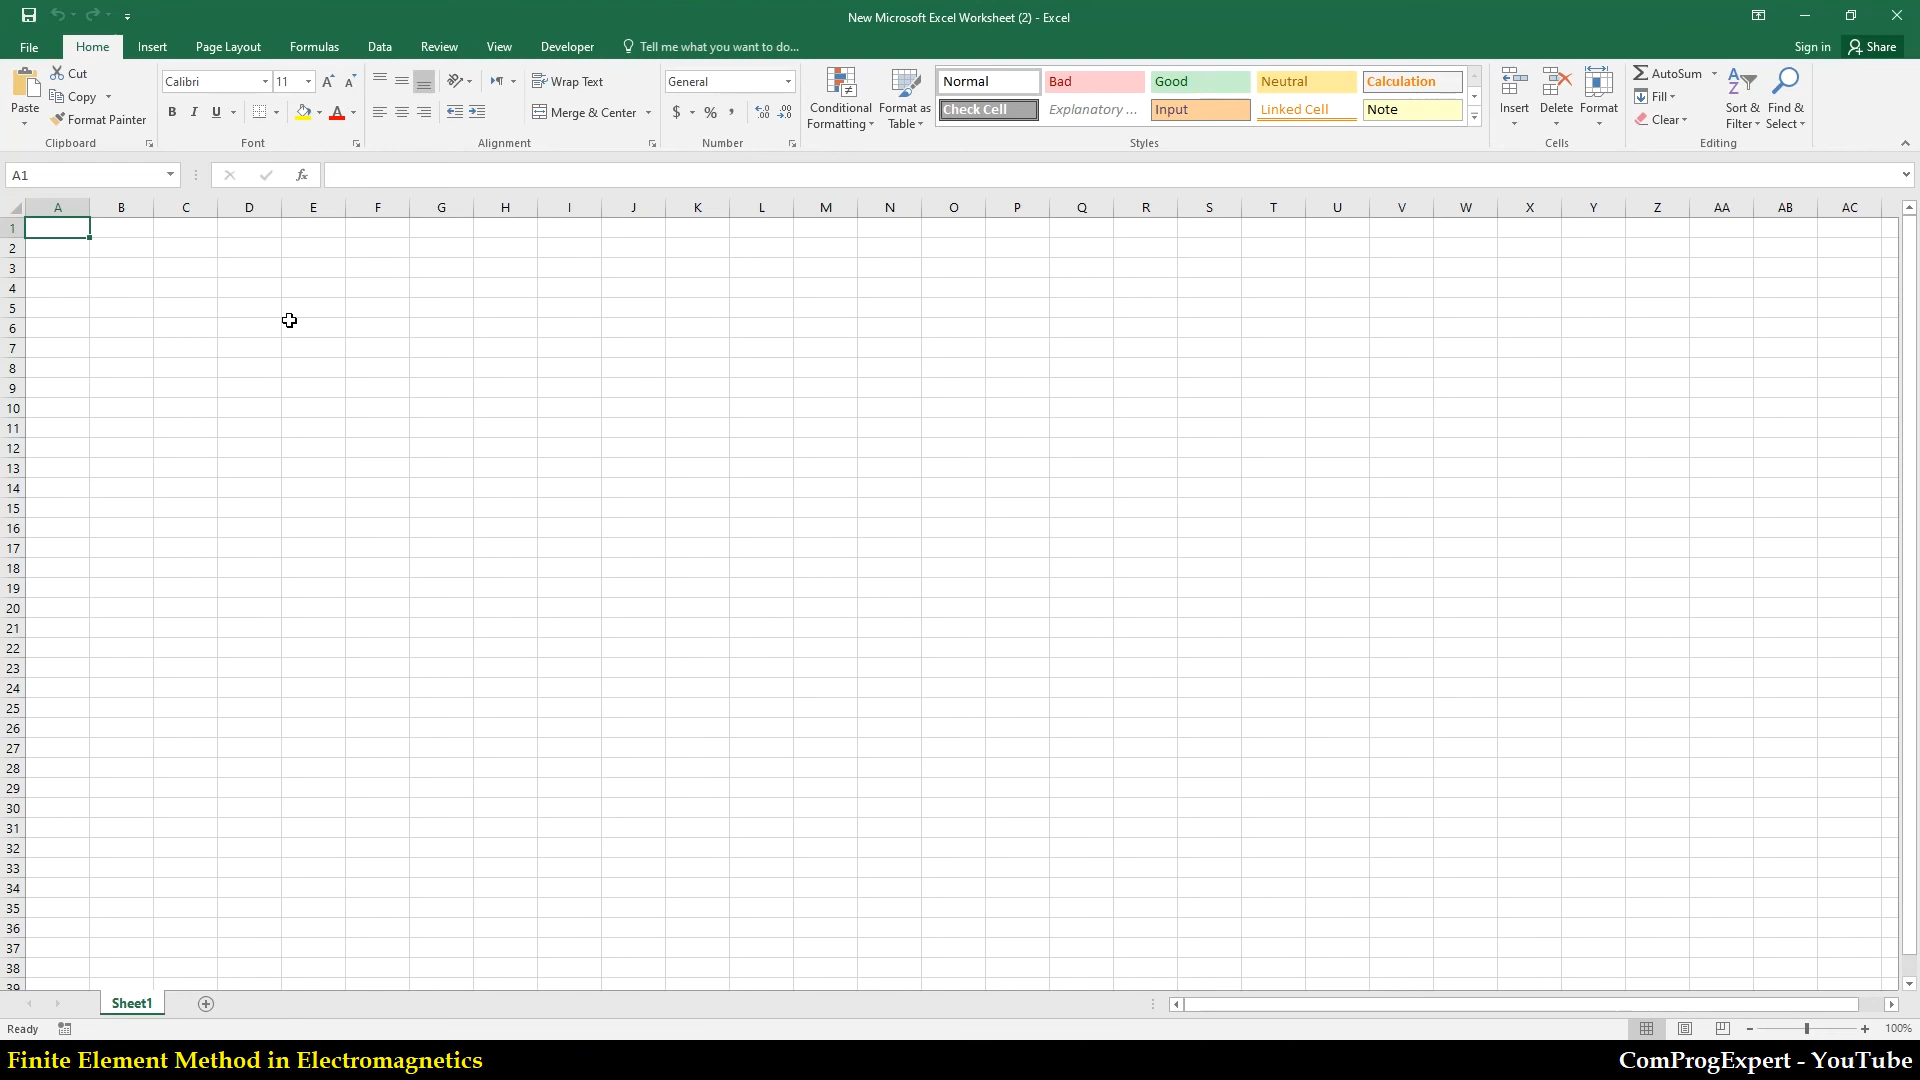 New Microsoft Excel Worksheet (2) - Excel
File Home Insert Page Layout Formulas Data Review View Developer Tell me what you want to do... Sign in Share
Paste
Cut
Copy
Format Painter
Clipboard
Calibri 11
B I U A
Font
Wrap Text
Merge & Center
Alignment
General
$ % ,
Number
Conditional Formatting
Format as Table
Normal Bad Good Neutral Calculation
Check Cell Explanatory ... Input Linked Cell Note
Styles
Insert Delete Format
Cells
AutoSum
Fill
Clear
Sort & Filter
Find & Select
Editing
A1 fx
A B C D E F G H I J K L M N O P Q R S T U V W X Y Z AA AB AC
1
2
3
4
5
6
7
8
9
10
11
12
13
14
15
16
17
18
19
20
21
22
23
24
25
26
27
28
29
30
31
32
33
34
35
36
37
38
39
Sheet1
Ready 100%
Finite Element Method in Electromagnetics
ComProgExpert - YouTube